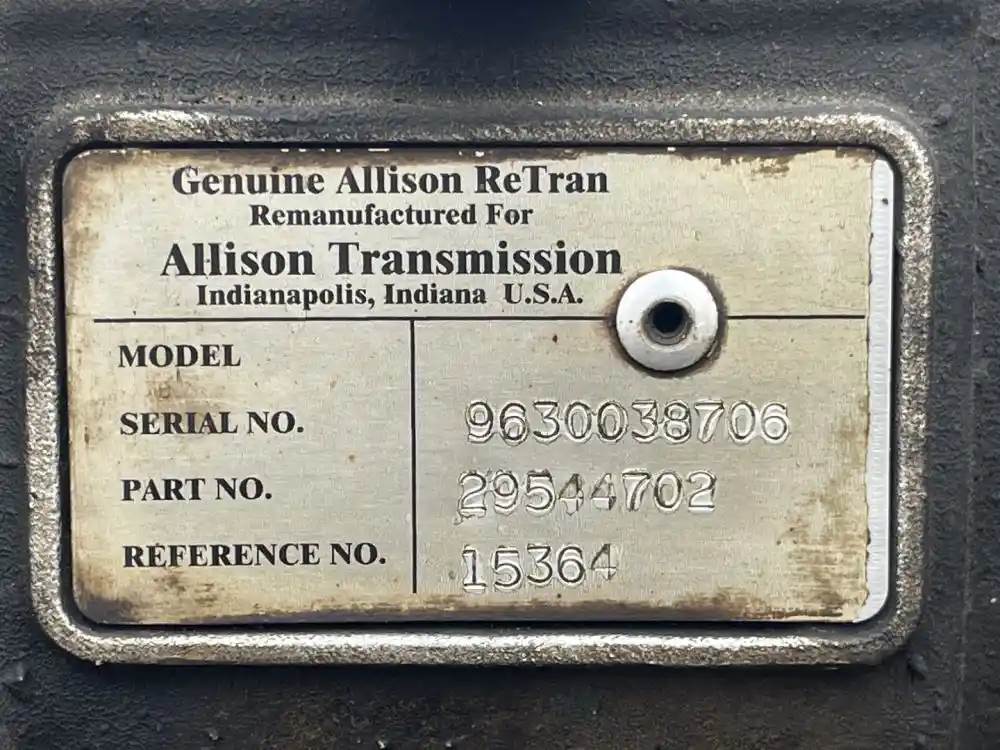 Genuine Allison ReTran
Remanufactured For
Allison Transmission
Indianapolis, Indiana U.S.A.
MODEL
SERIAL NO. 9630038706
PART NO. 29544702
REFERENCE NO. 15364